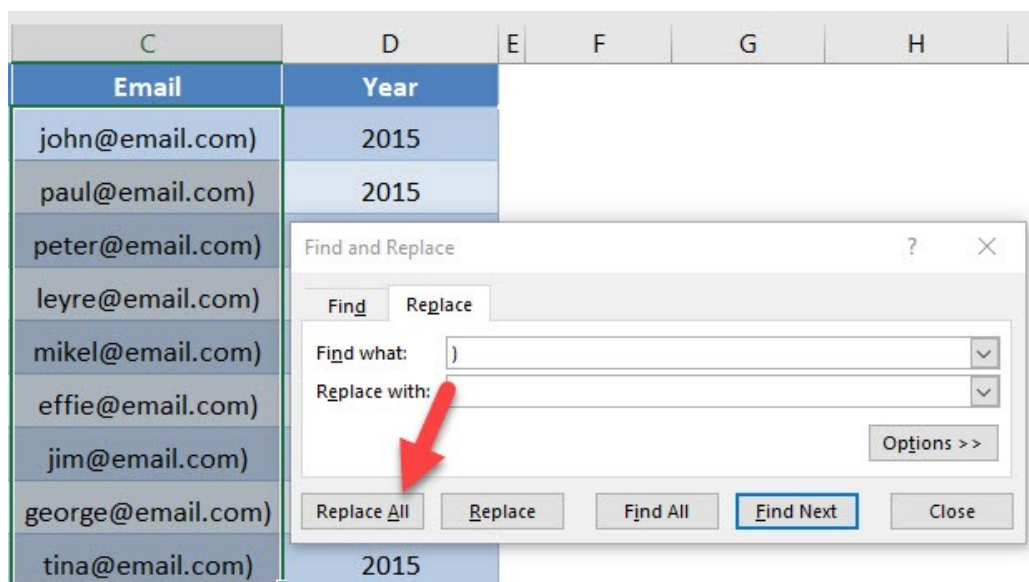 C D E F G H
Email Year
john@email.com) 2015
paul@email.com) 2015
peter@email.com)
leyre@email.com)
mikel@email.com)
effie@email.com)
jim@email.com)
george@email.com)
tina@email.com) 2015
Find and Replace ? ×
Find Replace
Find what: )
Replace with:
Options >>
Replace All Replace Find All Find Next Close